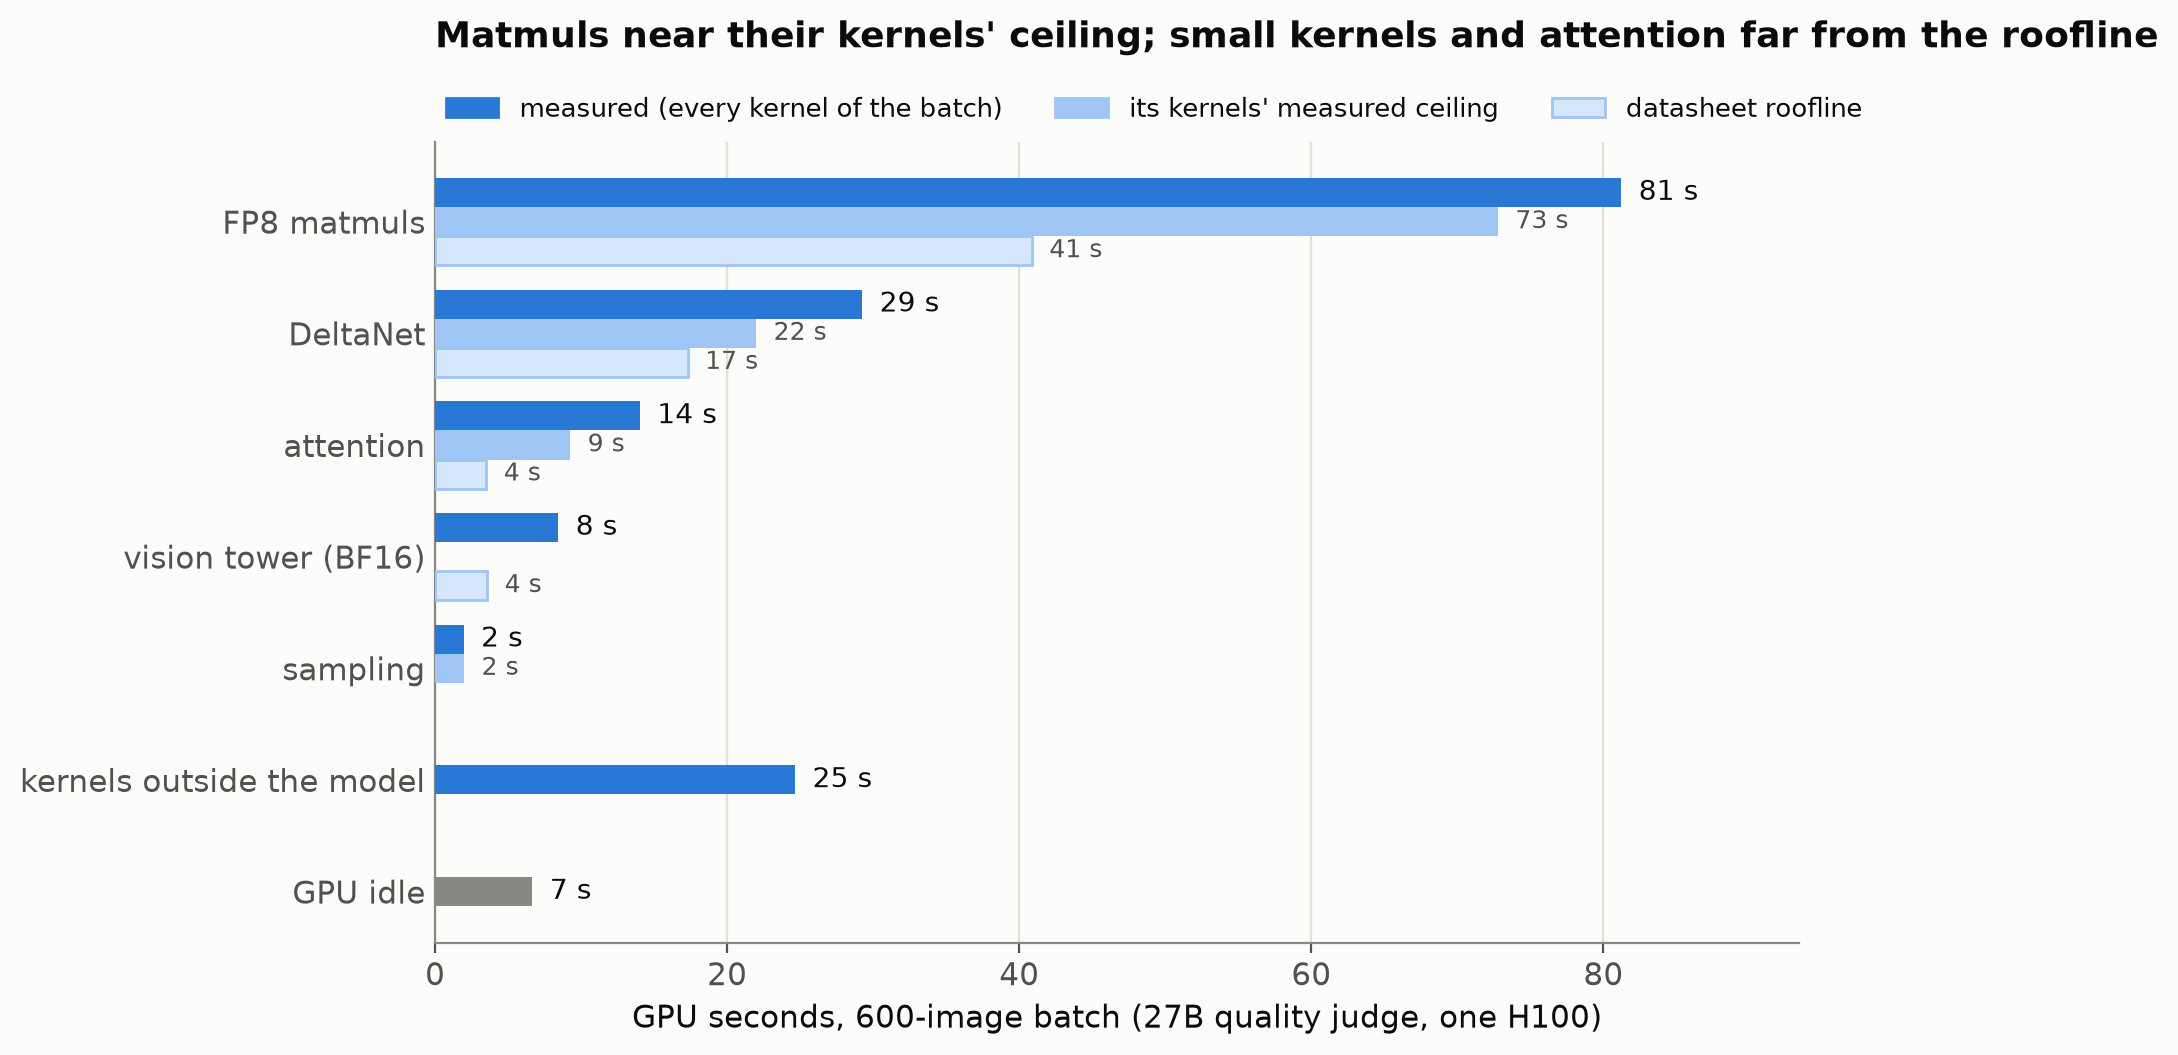 Matmuls near their kernels' ceiling; small kernels and attention far from the roofline
measured (every kernel of the batch)
its kernels' measured ceiling
datasheet roofline
FP8 matmuls
81 s
73 s
41 s
DeltaNet
29 s
22 s
17 s
attention
14 s
9 s
4 s
vision tower (BF16)
8 s
4 s
sampling
2 s
2 s
kernels outside the model
25 s
GPU idle
7 s
0 20 40 60 80
GPU seconds, 600-image batch (27B quality judge, one H100)